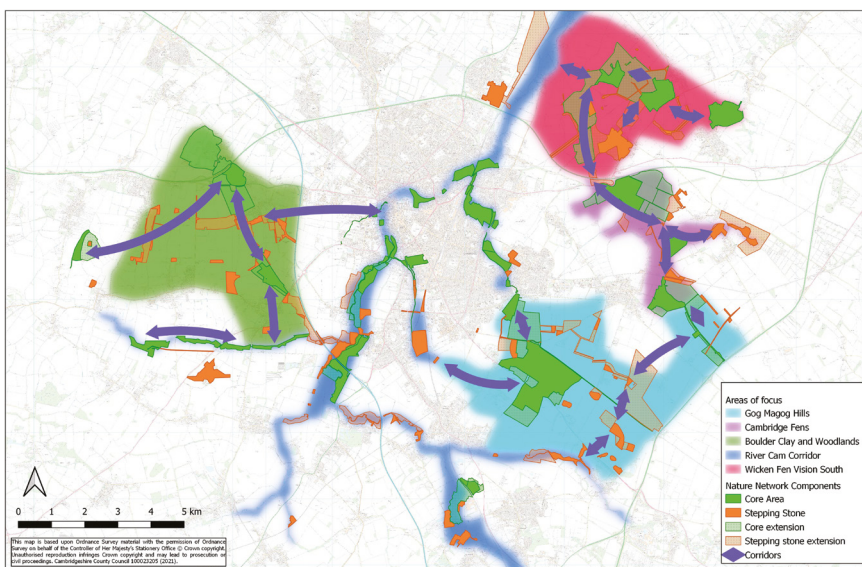 Areas of focus
Gog Magog Hills
Cambridge Fens
Boulder Clay and Woodlands
River Cam Corridor
Wicken Fen Vision South
Nature Network Components
Core Area
Stepping Stone
Core extension
Stepping stone extension
Corridors
0 1 2 3 4 5 km
This map is based upon Ordnance Survey material with the permission of Ordnance
Survey on behalf of the Controller of Her Majesty's Stationery Office © Crown copyright.
Unauthorised reproduction infringes Crown copyright and may lead to prosecution or
civil proceedings. Cambridgeshire County Council 100023205 (2021).